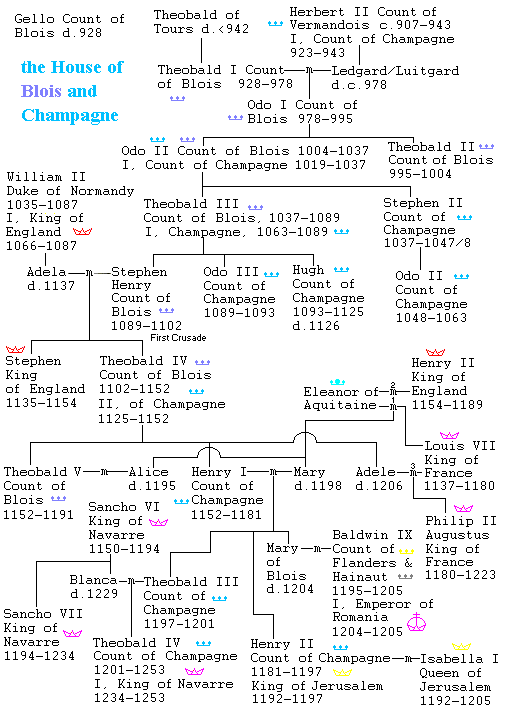 Gello Count of
Blois d.928
Theobald of
Tours d.<942
Herbert II Count of
Vermandois c.907-943
I, Count of Champagne
923-943
the House of
Blois and
Champagne
Theobald I Count
of Blois 928-978
m
Ledgard/Luitgard
d.c.978
Odo I Count of
Blois 978-995
Odo II Count of Blois 1004-1037
I, Count of Champagne 1019-1037
Theobald II
Count of Blois
995-1004
William II
Duke of Normandy
1035-1087
I, King of
England
1066-1087
Theobald III
Count of Blois, 1037-1089
I, Champagne, 1063-1089
Stephen II
Count of
Champagne
1037-1047/8
Adela
d.1137
m
Stephen
Henry
Count of
Blois
1089-1102
First Crusade
Odo III
Count of
Champagne
1089-1093
Hugh
Count of
Champagne
1093-1125
d.1126
Odo II
Count of
Champagne
1048-1063
Stephen
King
of England
1135-1154
Theobald IV
Count of Blois
1102-1152
II, of Champagne
1125-1152
Eleanor of
Aquitaine
2
m
1
m
Henry II
King of
England
1154-1189
Louis VII
King of
France
1137-1180
Theobald V
Count of
Blois
1152-1191
m
Alice
d.1195
Henry I
Count of
Champagne
1152-1181
m
Mary
d.1198
Adele
d.1206
3
m
Philip II
Augustus
King of
France
1180-1223
Sancho VI
King of
Navarre
1150-1194
Mary
of
Blois
d.1204
m
Baldwin IX
Count of
Flanders &
Hainaut
1195-1205
I, Emperor of
Romania
1204-1205
Blanca
d.1229
m
Theobald III
Count of
Champagne
1197-1201
Sancho VII
King of
Navarre
1194-1234
Theobald IV
Count of Champagne
1201-1253
I, King of Navarre
1234-1253
Henry II
Count of Champagne
1181-1197
King of Jerusalem
1192-1197
m
Isabella I
Queen of
Jerusalem
1192-1205